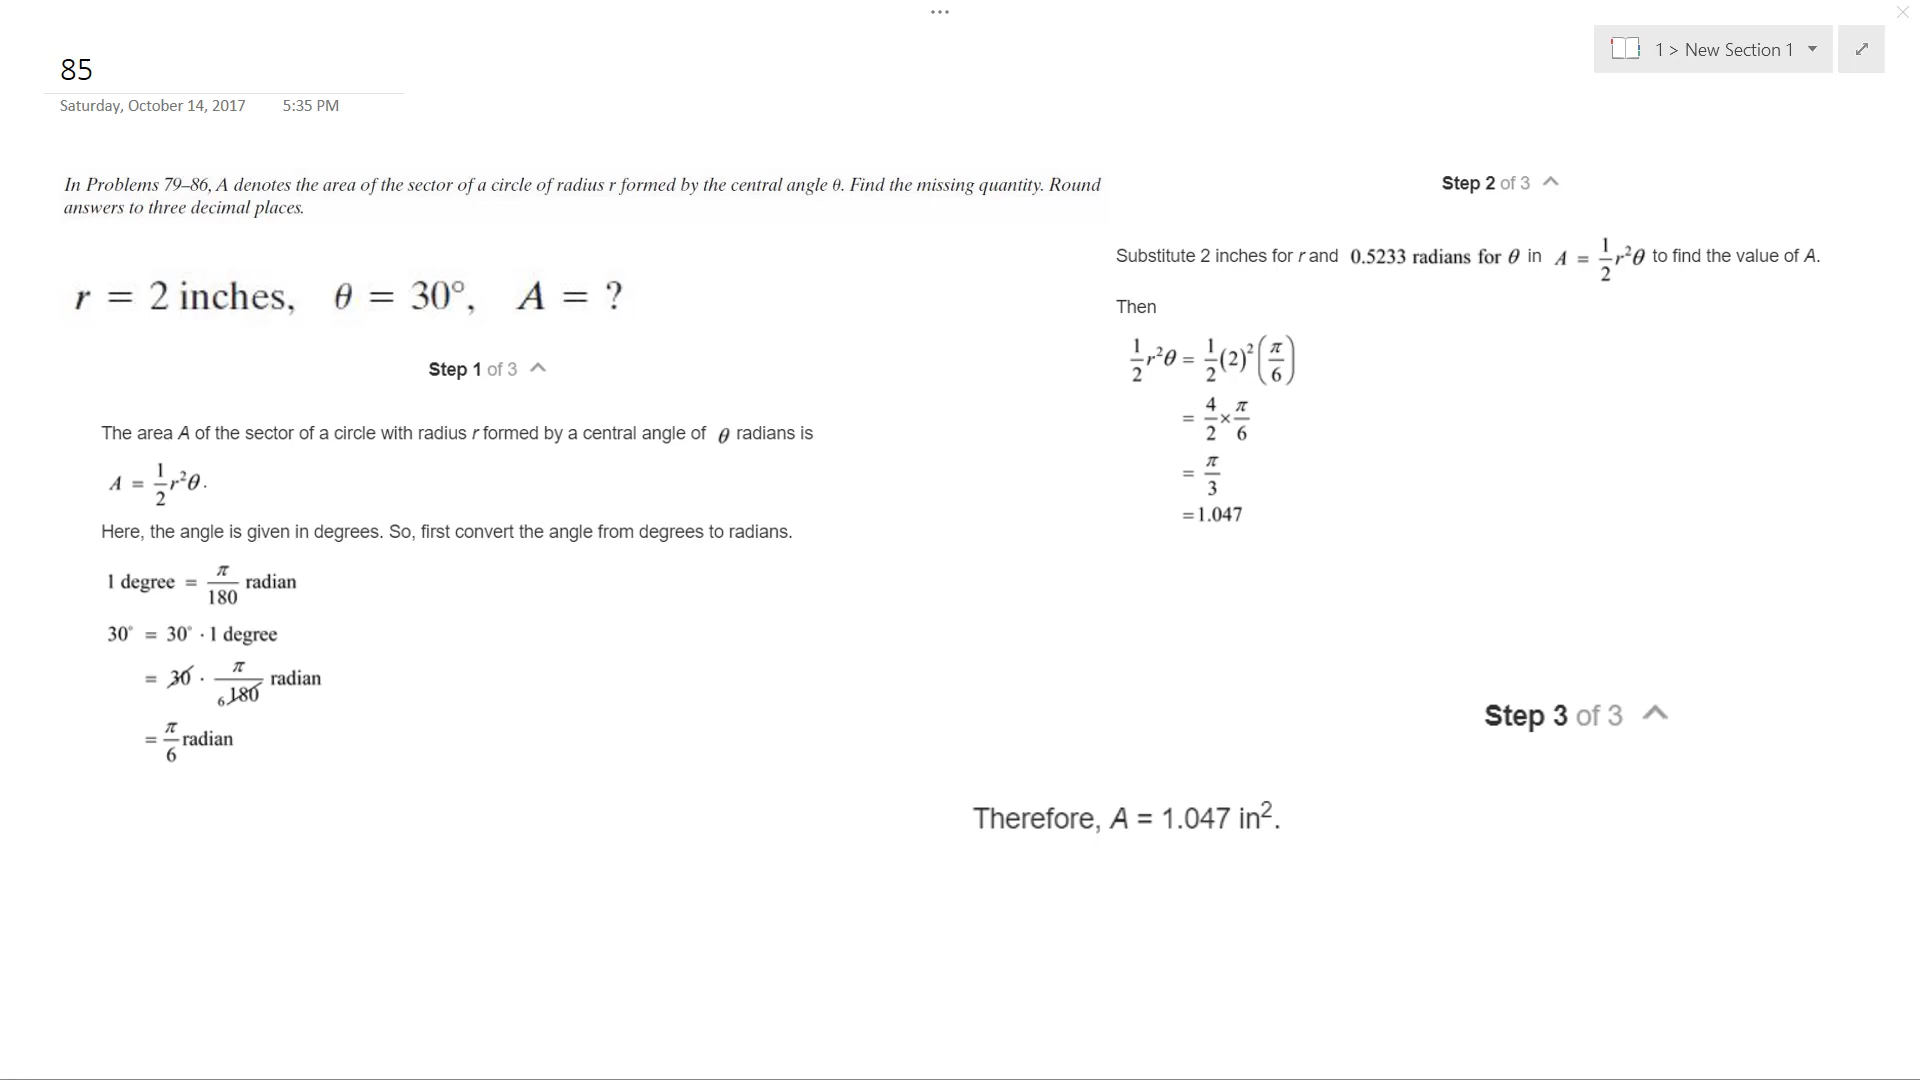 ...
85
1 > New Section 1
Saturday, October 14, 2017 5:35 PM
In Problems 79–86, A denotes the area of the sector of a circle of radius r formed by the central angle θ. Find the missing quantity. Round
answers to three decimal places.
r = 2 inches, θ = 30°, A = ?
Step 1 of 3
The area A of the sector of a circle with radius r formed by a central angle of θ radians is
A = 1/2 r²θ.
Here, the angle is given in degrees. So, first convert the angle from degrees to radians.
1 degree = π/180 radian
30° = 30° · 1 degree
= 30 · π/6 180 radian
= π/6 radian
Step 2 of 3
Substitute 2 inches for r and 0.5233 radians for θ in A = 1/2 r²θ to find the value of A.
Then
1/2 r²θ = 1/2 (2)² (π/6)
= 4/2 × π/6
= π/3
= 1.047
Step 3 of 3
Therefore, A = 1.047 in².